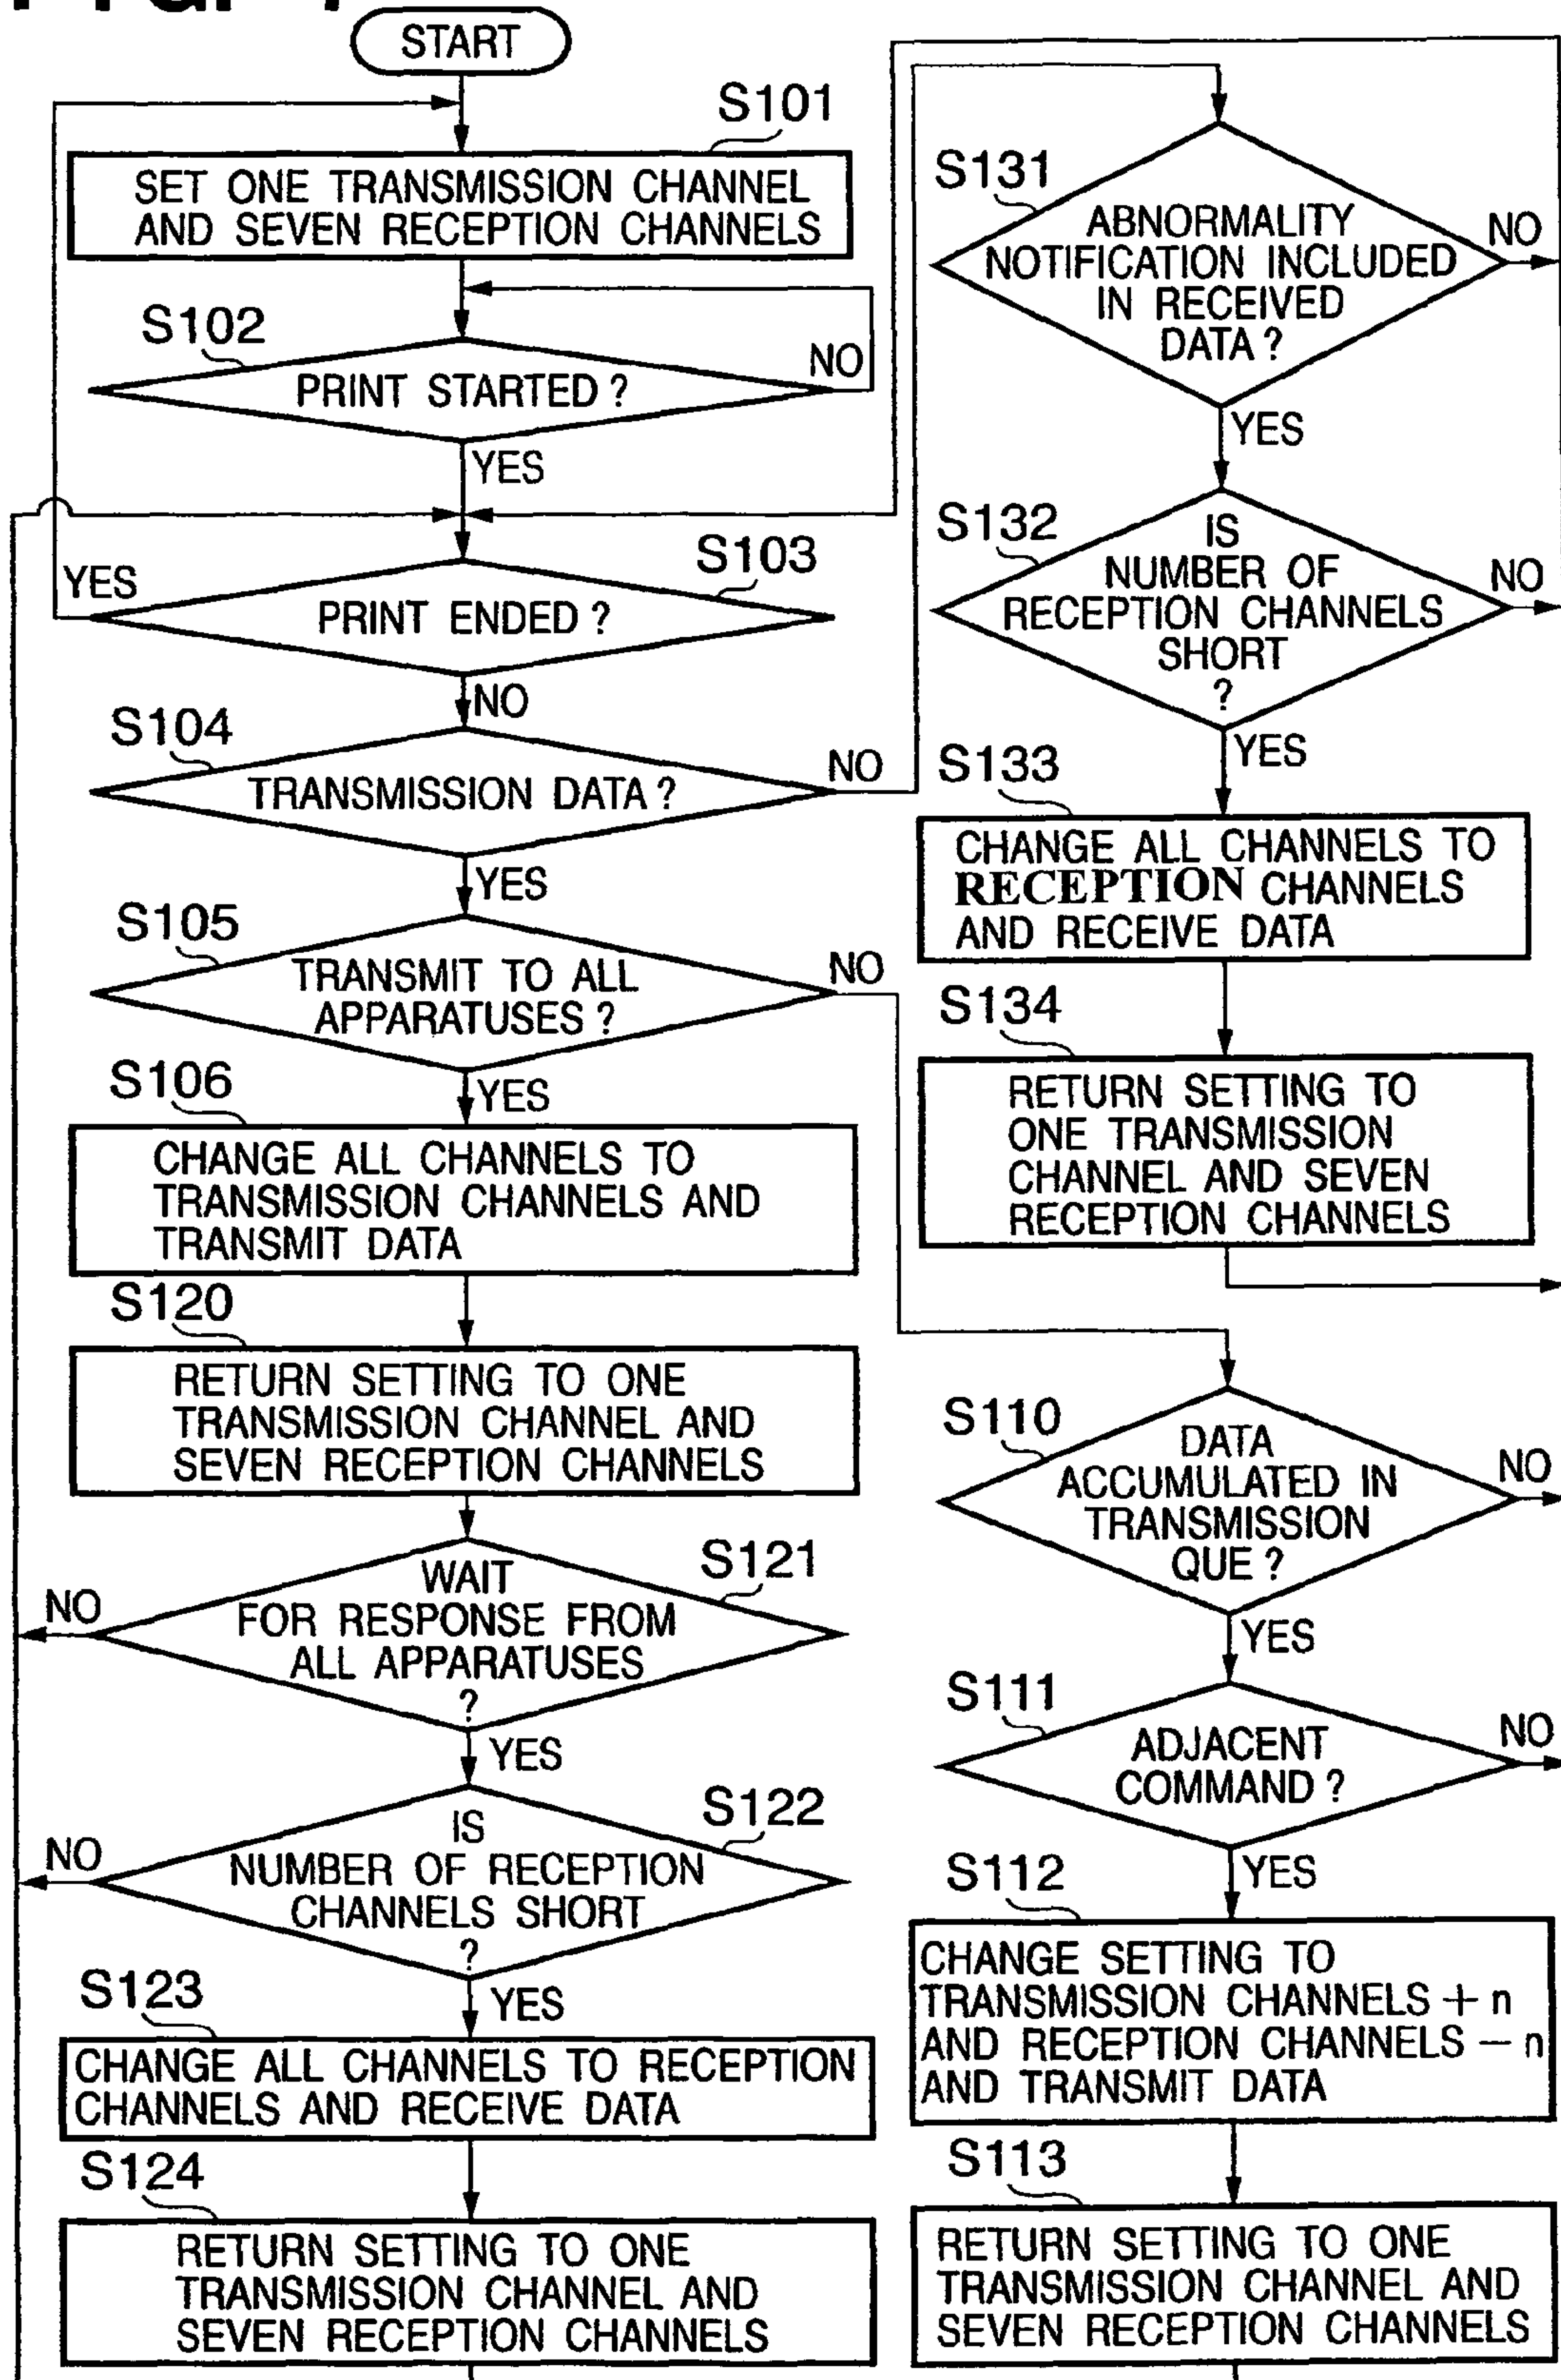 START
S101
SET ONE TRANSMISSION CHANNEL
AND SEVEN RECEPTION CHANNELS
S102
PRINT STARTED ?
NO
YES
S103
PRINT ENDED ?
YES
NO
S104
TRANSMISSION DATA ?
NO
YES
S105
TRANSMIT TO ALL
APPARATUSES ?
NO
YES
S106
CHANGE ALL CHANNELS TO
TRANSMISSION CHANNELS AND
TRANSMIT DATA
S120
RETURN SETTING TO ONE
TRANSMISSION CHANNEL AND
SEVEN RECEPTION CHANNELS
S121
WAIT
FOR RESPONSE FROM
ALL APPARATUSES
?
NO
YES
S122
IS
NUMBER OF RECEPTION
CHANNELS SHORT
?
NO
YES
S123
CHANGE ALL CHANNELS TO RECEPTION
CHANNELS AND RECEIVE DATA
S124
RETURN SETTING TO ONE
TRANSMISSION CHANNEL AND
SEVEN RECEPTION CHANNELS
S131
ABNORMALITY
NOTIFICATION INCLUDED
IN RECEIVED
DATA ?
NO
YES
S132
IS
NUMBER OF
RECEPTION CHANNELS
SHORT
?
NO
YES
S133
CHANGE ALL CHANNELS TO
RECEPTION CHANNELS
AND RECEIVE DATA
S134
RETURN SETTING TO
ONE TRANSMISSION
CHANNEL AND SEVEN
RECEPTION CHANNELS
S110
DATA
ACCUMULATED IN
TRANSMISSION
QUE ?
NO
YES
S111
ADJACENT
COMMAND ?
NO
YES
S112
CHANGE SETTING TO
TRANSMISSION CHANNELS + n
AND RECEPTION CHANNELS − n
AND TRANSMIT DATA
S113
RETURN SETTING TO ONE
TRANSMISSION CHANNEL AND
SEVEN RECEPTION CHANNELS